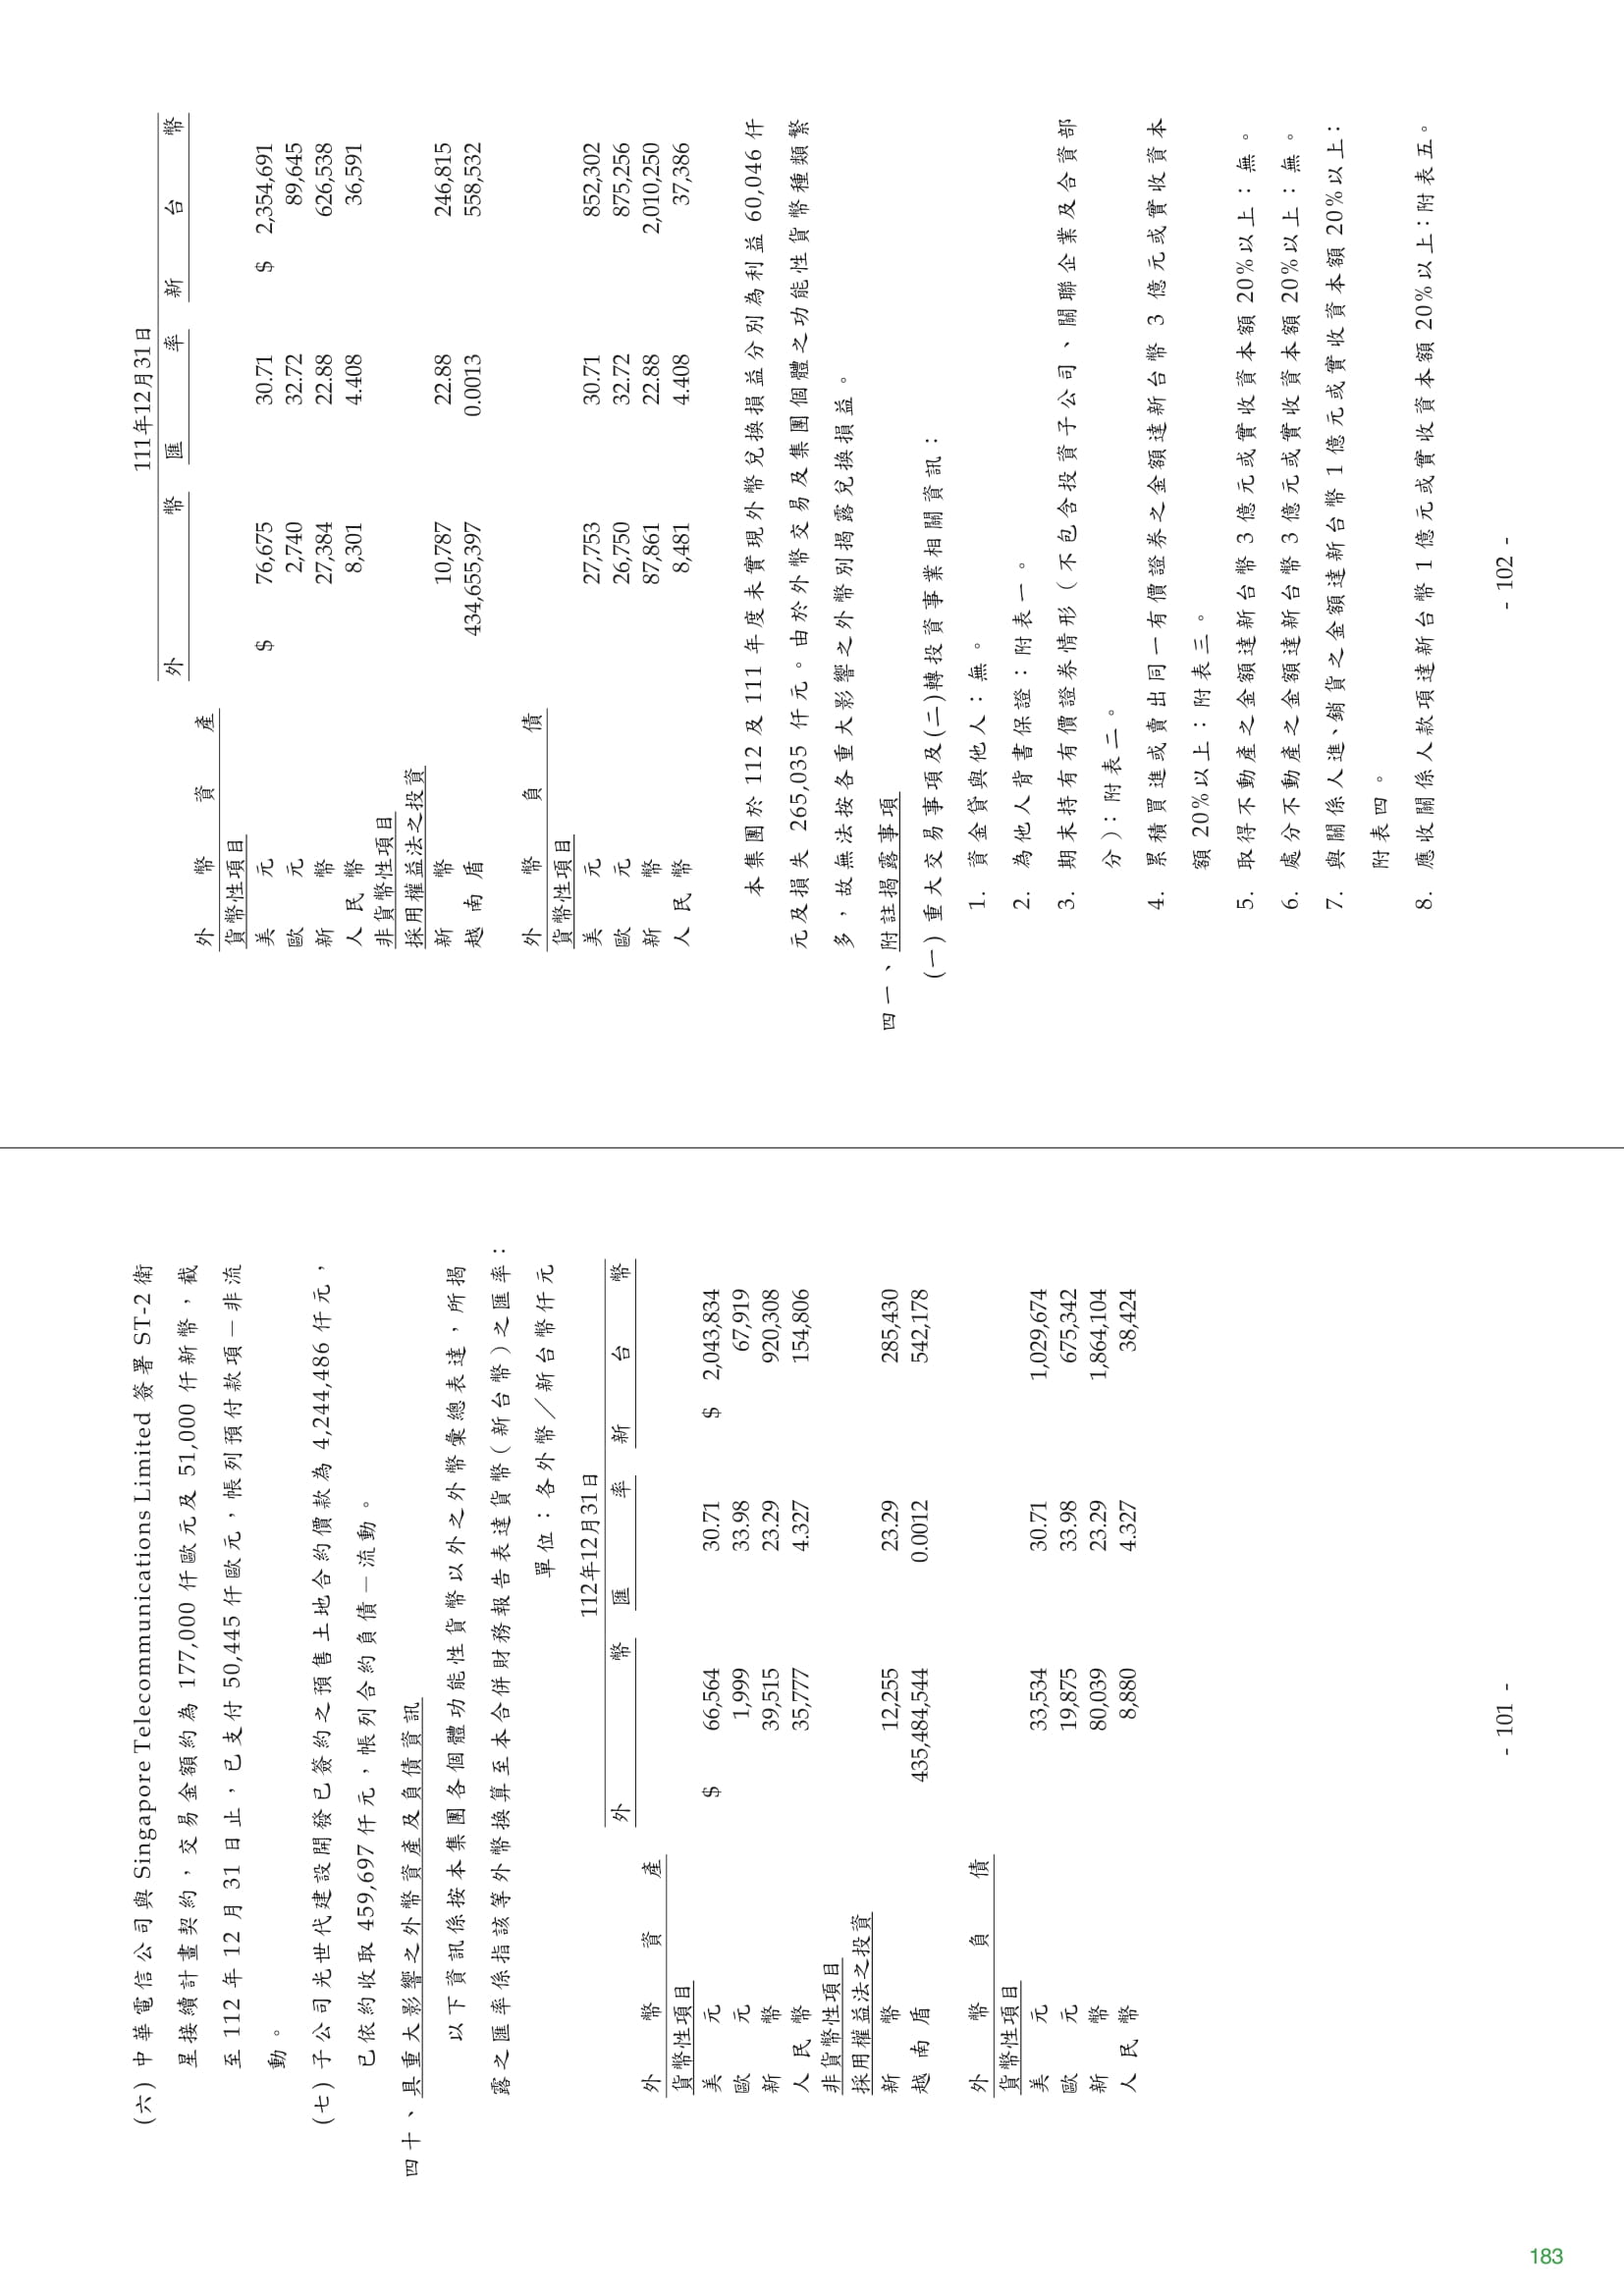 (六) 中華電信公司與 Singapore Telecommunications Limited 簽署 ST-2 衛
星接續計畫契約，交易金額約為 177,000 仟歐元及 51,000 仟新幣，截
至 112 年 12 月 31 日止，已支付 50,445 仟歐元，帳列預付款項－非流
動。
(七) 子公司光世代建設開發已簽約之預售土地合約價款為 4,244,486 仟元，
已依約收取 459,697 仟元，帳列合約負債－流動。
四十、具重大影響之外幣資產及負債資訊
以下資訊係按本集團各個體功能性貨幣以外之外幣彙總表達，所揭
露之匯率係指該等外幣換算至本合併財務報告表達貨幣（新台幣）之匯率：
單位：各外幣／新台幣仟元
112年12月31日
外幣 匯率 新台幣
外幣資產
貨幣性項目
美元 $ 66,564 30.71 $ 2,043,834
歐元 1,999 33.98 67,919
新幣 39,515 23.29 920,308
人民幣 35,777 4.327 154,806
非貨幣性項目
採用權益法之投資
新幣 12,255 23.29 285,430
越南盾 435,484,544 0.0012 542,178
外幣負債
貨幣性項目
美元 33,534 30.71 1,029,674
歐元 19,875 33.98 675,342
新幣 80,039 23.29 1,864,104
人民幣 8,880 4.327 38,424
- 101 -
111年12月31日
外幣 匯率 新台幣
外幣資產
貨幣性項目
美元 $ 76,675 30.71 $ 2,354,691
歐元 2,740 32.72 89,645
新幣 27,384 22.88 626,538
人民幣 8,301 4.408 36,591
非貨幣性項目
採用權益法之投資
新幣 10,787 22.88 246,815
越南盾 434,655,397 0.0013 558,532
外幣負債
貨幣性項目
美元 27,753 30.71 852,302
歐元 26,750 32.72 875,256
新幣 87,861 22.88 2,010,250
人民幣 8,481 4.408 37,386
本集團於 112 及 111 年度未實現外幣兌換損益分別為利益 60,046 仟
元及損失 265,035 仟元。由於外幣交易及集團個體之功能性貨幣種類繁
多，故無法按各重大影響之外幣別揭露兌換損益。
四一、附註揭露事項
(一) 重大交易事項及(二)轉投資事業相關資訊：
1. 資金貸與他人：無。
2. 為他人背書保證：附表一。
3. 期末持有有價證券情形（不包含投資子公司、關聯企業及合資部
分）：附表二。
4. 累積買進或賣出同一有價證券之金額達新台幣 3 億元或實收資本
額 20%以上：附表三。
5. 取得不動產之金額達新台幣 3 億元或實收資本額 20%以上：無。
6. 處分不動產之金額達新台幣 3 億元或實收資本額 20%以上：無。
7. 與關係人進、銷貨之金額達新台幣 1 億元或實收資本額 20%以上：
附表四。
8. 應收關係人款項達新台幣 1 億元或實收資本額 20%以上：附表五。
- 102 -
183